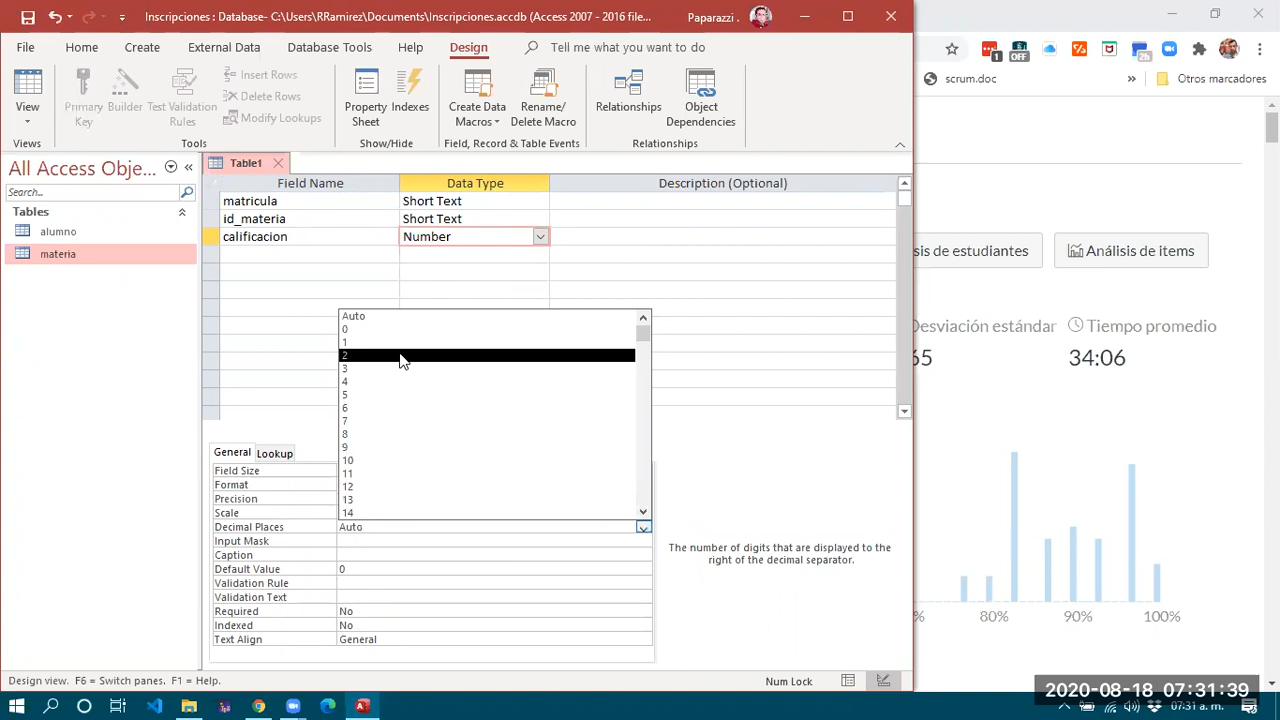 Inscripciones : Database- C:\Users\RRamirez\Documents\Inscripciones.accdb (Access 2007 - 2016 file...
Paparazzi .
File Home Create External Data Database Tools Help Design Tell me what you want to do
View
Primary Key
Builder
Test Validation Rules
Insert Rows
Delete Rows
Modify Lookups
Property Sheet
Indexes
Create Data Macros
Rename/ Delete Macro
Relationships
Object Dependencies
Views
Tools
Show/Hide
Field, Record & Table Events
Relationships
1
OFF
2h
scrum.doc
»
Otros marcadores
All Access Obje...
«
Search...
Tables
alumno
materia
Table1
Field Name Data Type Description (Optional)
matricula Short Text
id_materia Short Text
calificacion Number
Auto
0
1
2
3
4
5
6
7
8
9
10
11
12
13
14
General Lookup
Field Size
Format
Precision
Scale
Decimal Places Auto
Input Mask
Caption
Default Value 0
Validation Rule
Validation Text
Required No
Indexed No
Text Align General
The number of digits that are displayed to the
right of the decimal separator.
Design view. F6 = Switch panes. F1 = Help.
Num Lock
sis de estudiantes
Análisis de items
Desviación estándar
Tiempo promedio
65
34:06
% 80% 90% 100%
2020-08-18 07:31:39
07:31 a. m.